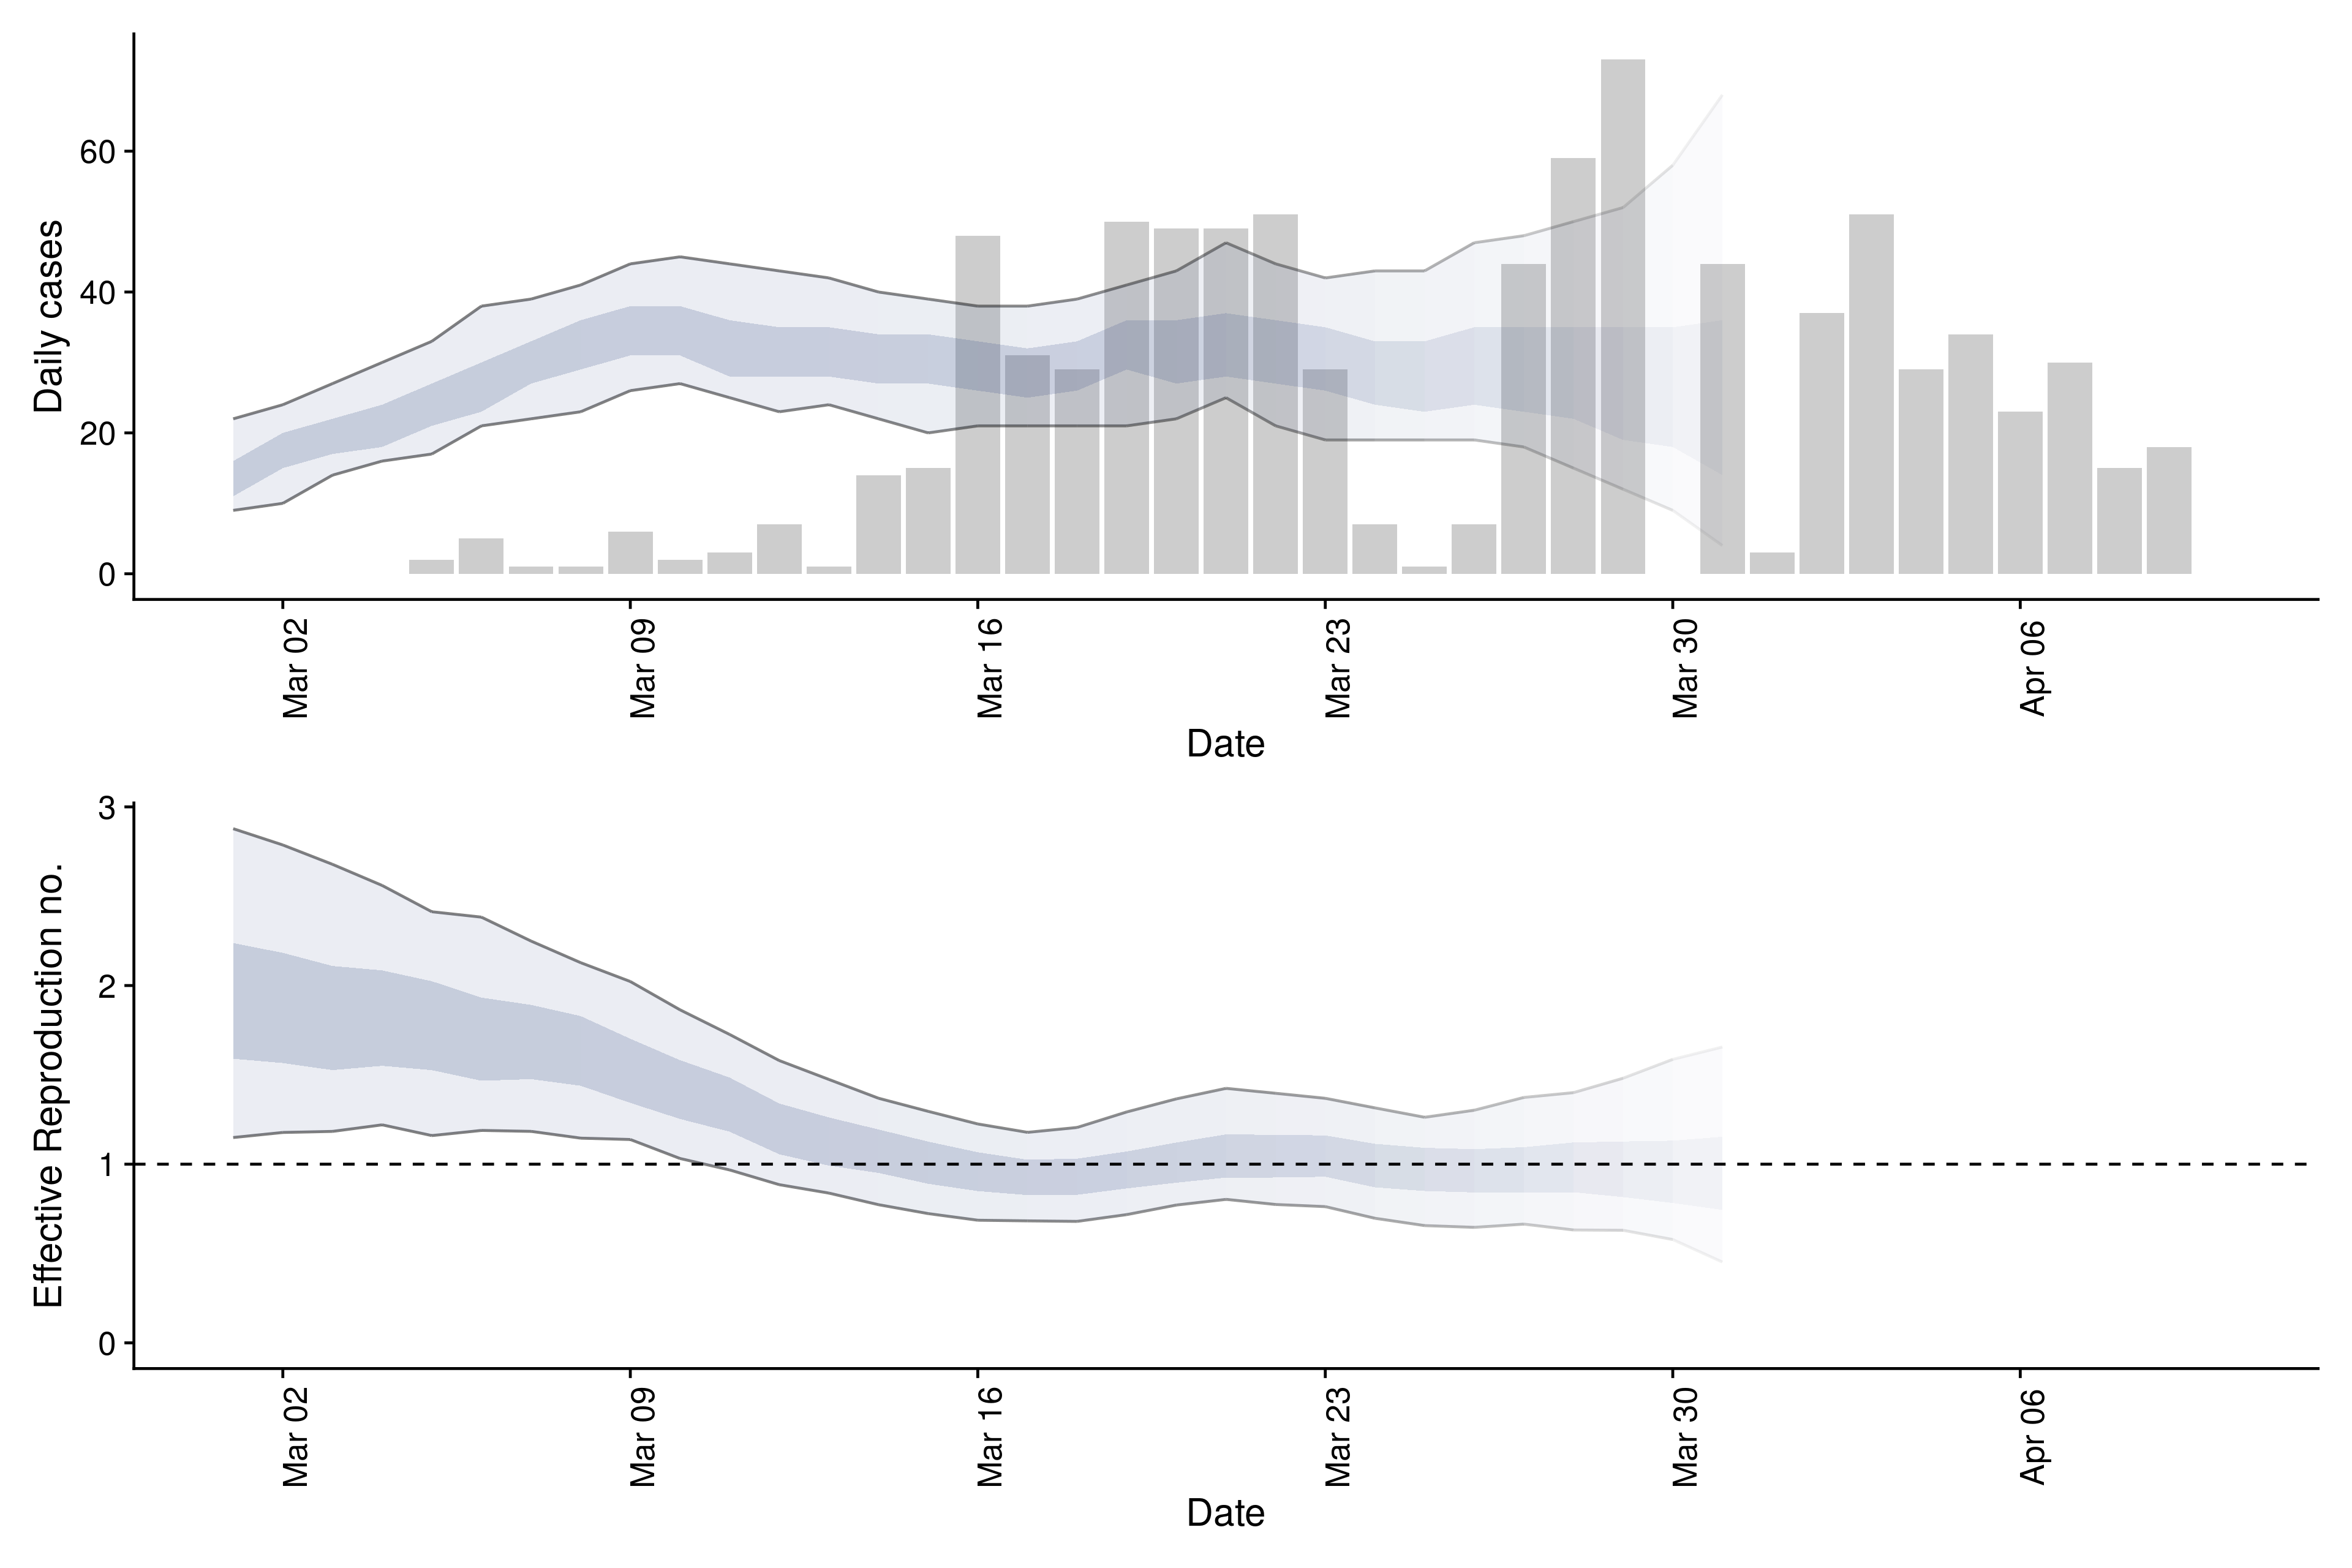 Daily cases
60
40
20
0
Mar 02
Mar 09
Mar 16
Mar 23
Mar 30
Apr 06
Date
Effective Reproduction no.
3
2
1
0
Mar 02
Mar 09
Mar 16
Mar 23
Mar 30
Apr 06
Date